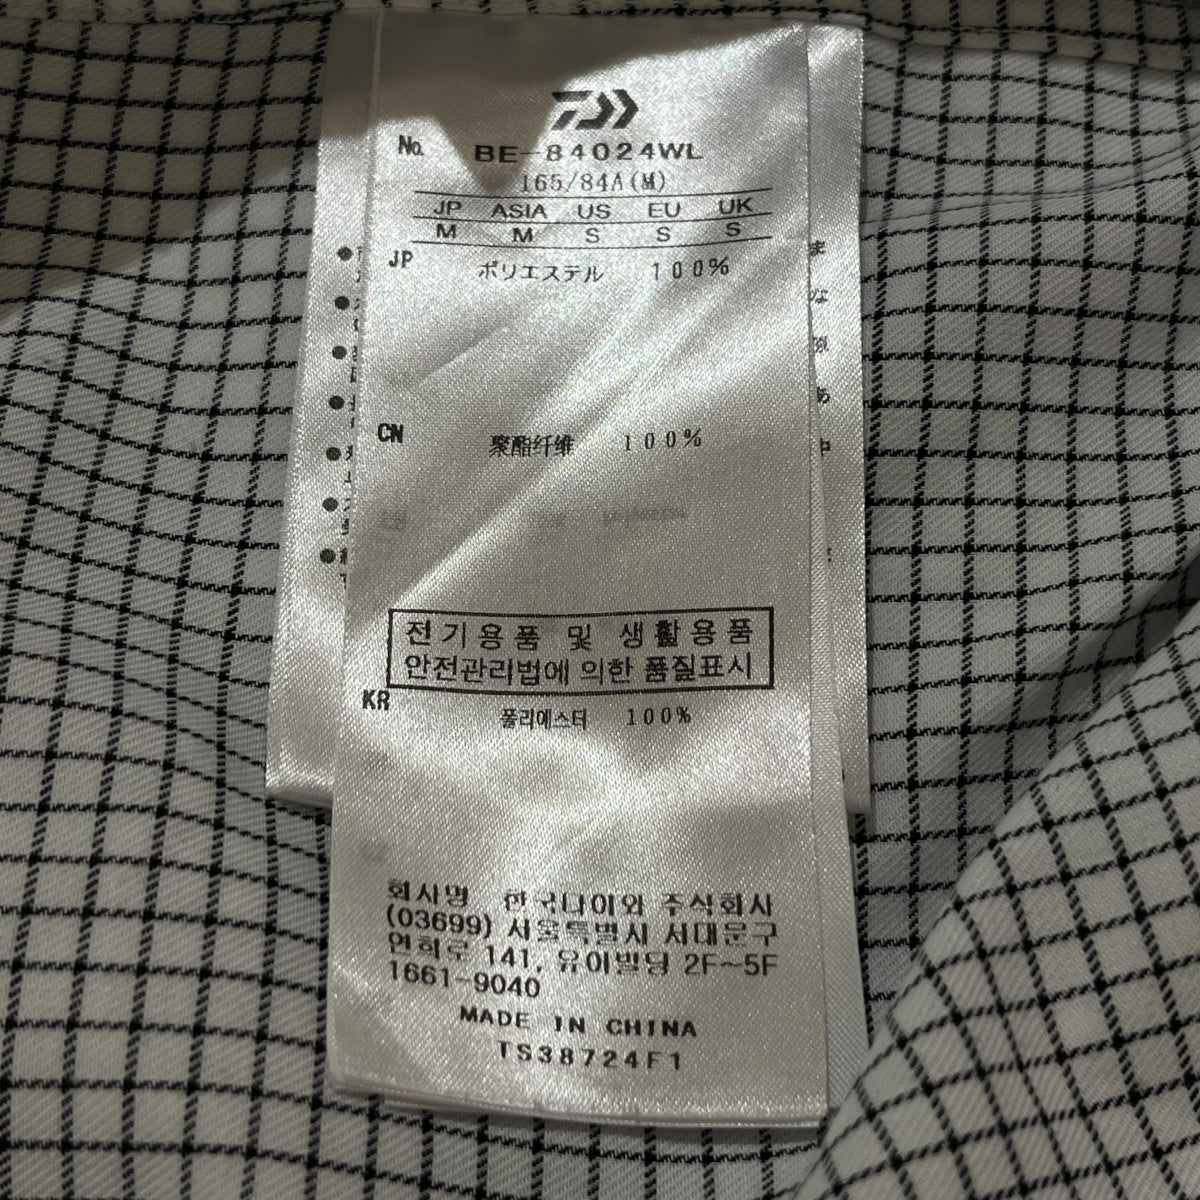 No. BE-84024WL
165/84A(M)
JP ASIA US EU UK
M M S S S
JP ポリエステル 100%
CN 聚酯纤维 100%
전기용품 및 생활용품
안전관리법에 의한 품질표시
KR 폴리에스터 100%
회사명 한국다이와 주식회사
(03699) 서울특별시 서대문구
연희로 141, 유이빌딩 2F~5F
1661-9040
MADE IN CHINA
TS38724F1
ま
な
あ
中